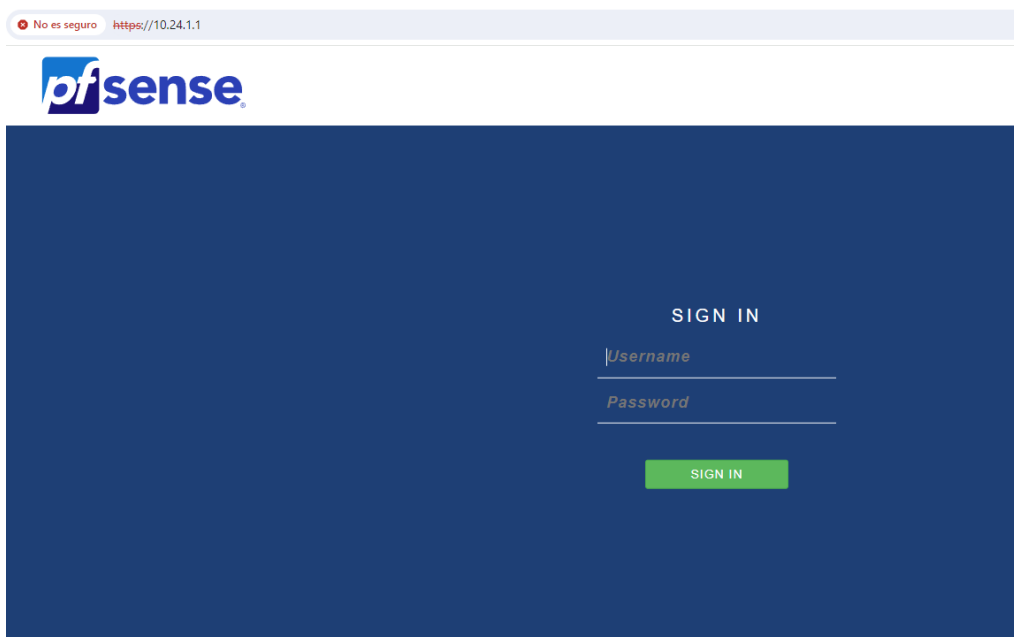 No es seguro https://10.24.1.1
pfsense®
SIGN IN
Username
Password
SIGN IN